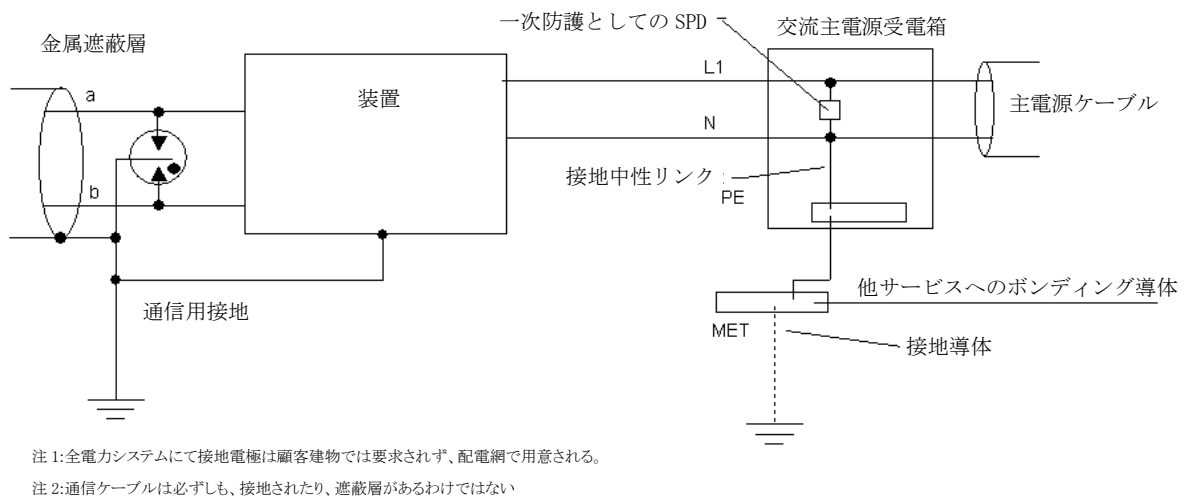 一次防護としての SPD
交流主電源受電箱
金属遮蔽層
L1
a
装置
主電源ケーブル
N
接地中性リンク :
b
PE
他サービスへのボンディング導体
通信用接地
MET
接地導体
注 1:全電力システムにて接地電極は顧客建物では要求されず、配電網で用意される。
注 2:通信ケーブルは必ずしも、接地されたり、遮蔽層があるわけではない